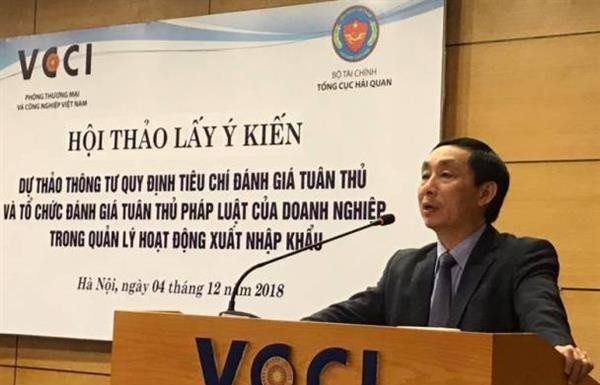 VCCI
PHÒNG THƯƠNG MẠI
VÀ CÔNG NGHIỆP VIỆT NAM
BỘ TÀI CHÍNH
TỔNG CỤC HẢI QUAN
HỘI THẢO LẤY Ý KIẾN
DỰ THẢO THÔNG TƯ QUY ĐỊNH TIÊU CHÍ ĐÁNH GIÁ TUÂN THỦ
VÀ TỔ CHỨC ĐÁNH GIÁ TUÂN THỦ PHÁP LUẬT CỦA DOANH NGHIỆP
TRONG QUẢN LÝ HOẠT ĐỘNG XUẤT NHẬP KHẨU
Hà Nội, ngày 04 tháng 12 năm 2018
VCCI